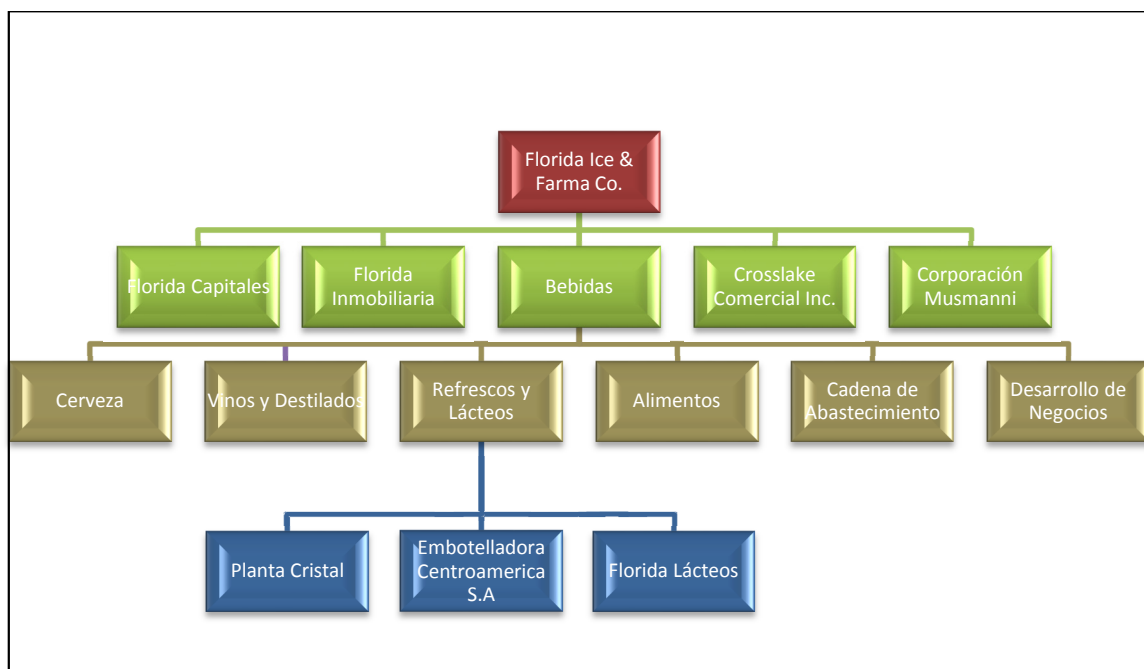 Florida Ice &
Farma Co.
Florida Capitales
Florida
Inmobiliaria
Bebidas
Crosslake
Comercial Inc.
Corporación
Musmanni
Cerveza
Vinos y Destilados
Refrescos y
Lácteos
Alimentos
Cadena de
Abastecimiento
Desarrollo de
Negocios
Planta Cristal
Embotelladora
Centroamerica
S.A
Florida Lácteos